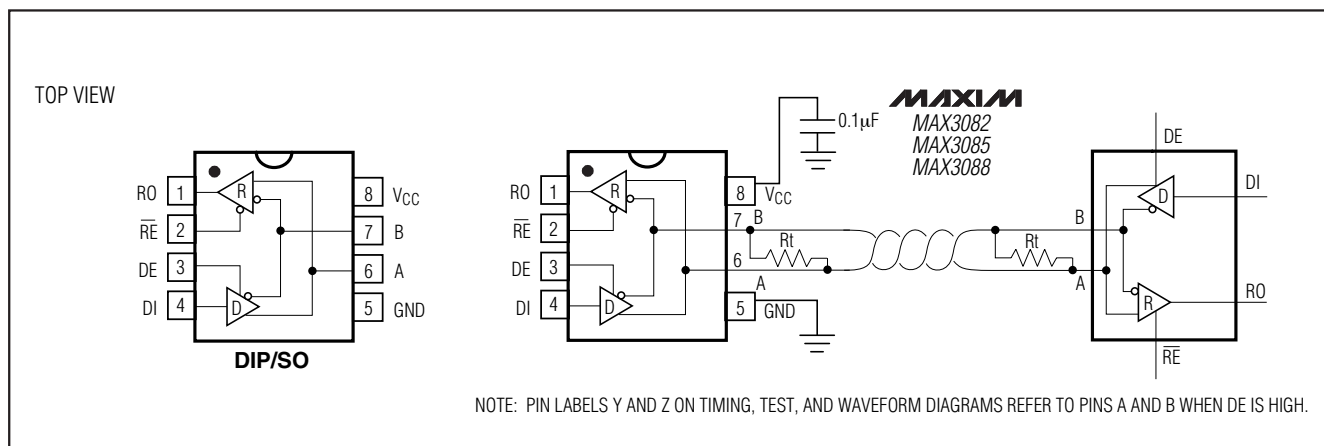 TOP VIEW
RO 1
R̅E̅ 2
DE 3
DI 4
8 VCC
7 B
6 A
5 GND
R
D
DIP/SO
0.1µF
MAXIM
MAX3082
MAX3085
MAX3088
RO 1
R̅E̅ 2
DE 3
DI 4
R
D
8 VCC
7 B
6 A
5 GND
Rt
Rt
B
A
DE
D
DI
R
RO
R̅E̅
NOTE: PIN LABELS Y AND Z ON TIMING, TEST, AND WAVEFORM DIAGRAMS REFER TO PINS A AND B WHEN DE IS HIGH.